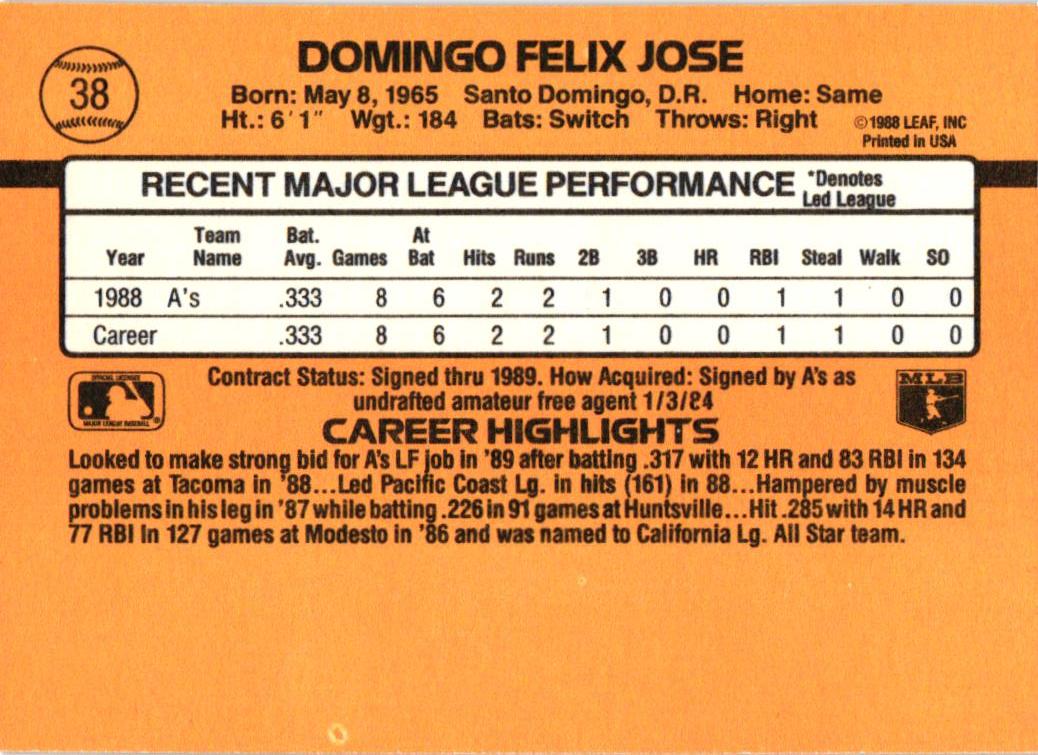 38
DOMINGO FELIX JOSE
Born: May 8, 1965 Santo Domingo, D.R. Home: Same
Ht.: 6'1" Wgt.: 184 Bats: Switch Throws: Right ©1988 LEAF, INC
Printed in USA
RECENT MAJOR LEAGUE PERFORMANCE *Denotes
Led League
Year Team Name Bat. Avg. Games At Bat Hits Runs 2B 3B HR RBI Steal Walk SO
1988 A's .333 8 6 2 2 1 0 0 1 1 0 0
Career .333 8 6 2 2 1 0 0 1 1 0 0
OFFICIAL LICENSEE
MAJOR LEAGUE BASEBALL
®
Contract Status: Signed thru 1989. How Acquired: Signed by A's as
undrafted amateur free agent 1/3/84
MLB
CAREER HIGHLIGHTS
Looked to make strong bid for A's LF job in '89 after batting .317 with 12 HR and 83 RBI in 134
games at Tacoma in '88...Led Pacific Coast Lg. in hits (161) in 88...Hampered by muscle
problems in his leg in '87 while batting .226 in 91 games at Huntsville...Hit .285 with 14 HR and
77 RBI in 127 games at Modesto in '86 and was named to California Lg. All Star team.